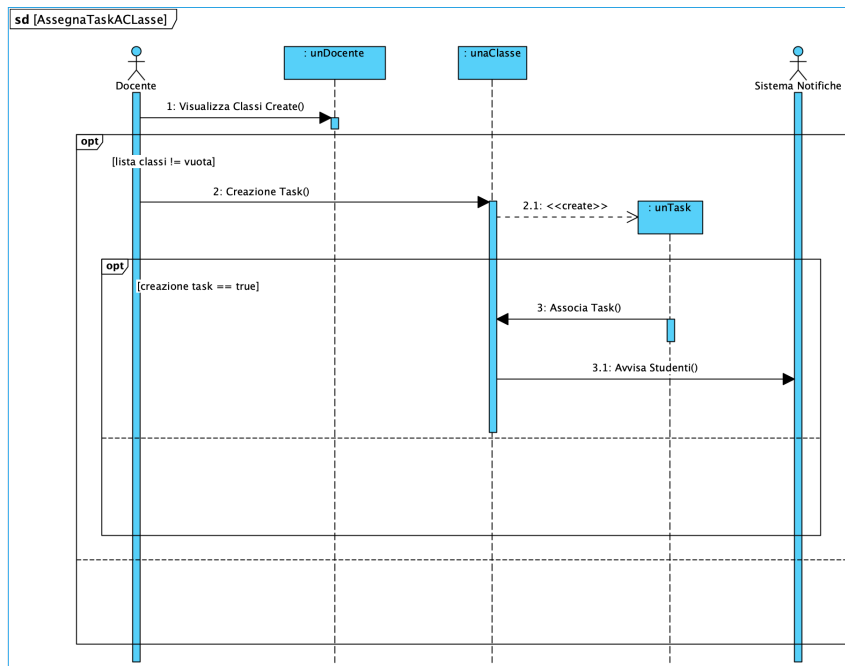 sd [AssegnaTaskACLasse]
Docente
: unDocente
: unaClasse
Sistema Notifiche
1: Visualizza Classi Create()
opt
[lista classi != vuota]
2: Creazione Task()
2.1: <<create>>
: unTask
opt
[creazione task == true]
3: Associa Task()
3.1: Avvisa Studenti()